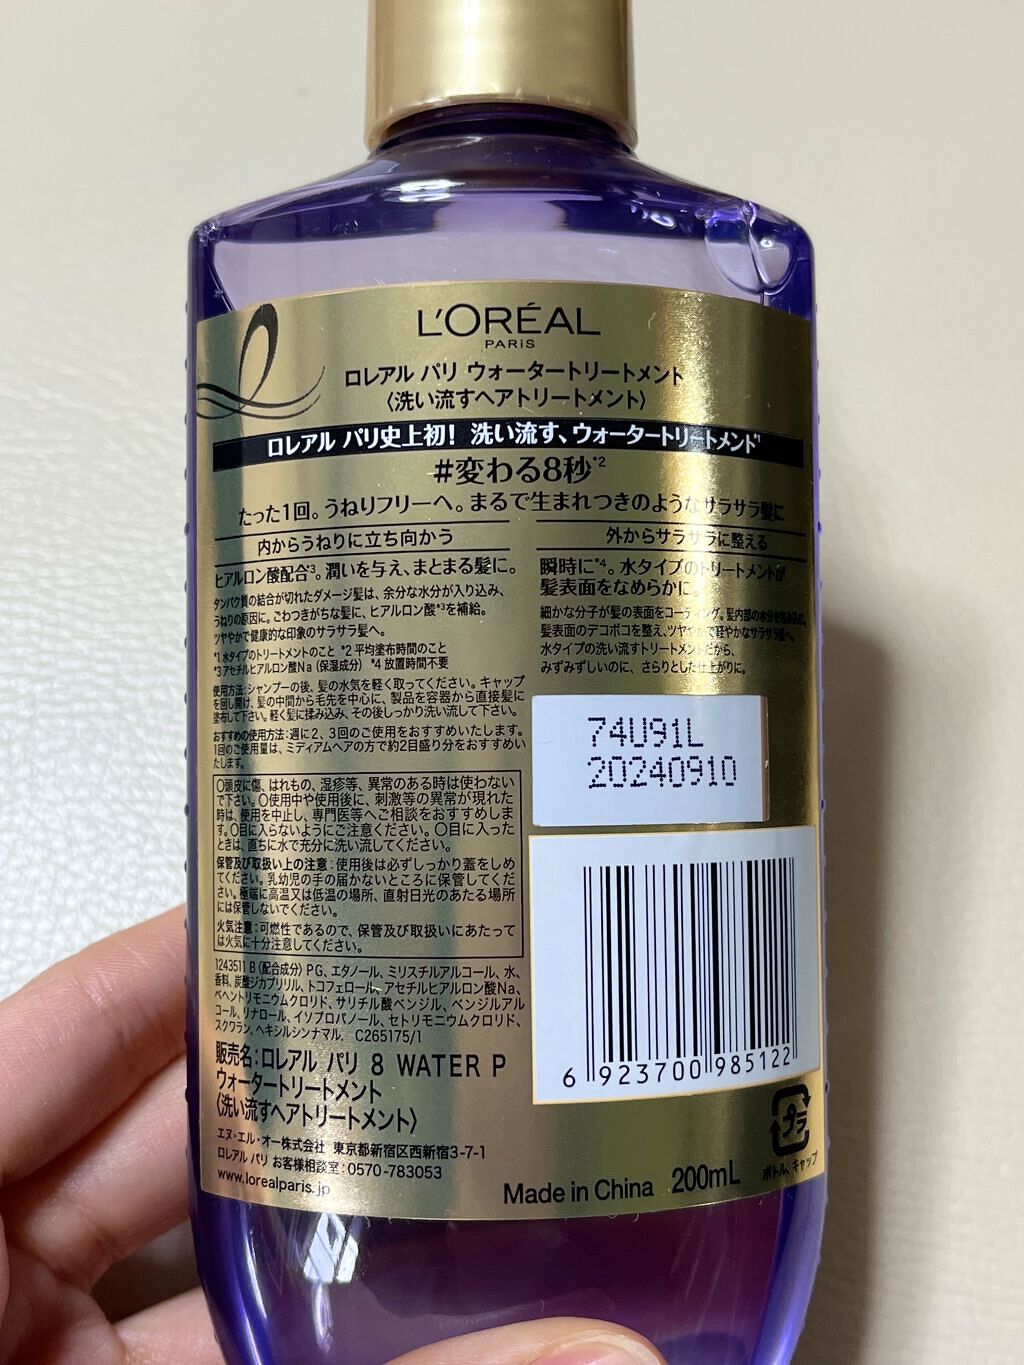 L'ORÉAL
PARIS
ロレアル パリ ウォータートリートメント
〈洗い流すヘアトリートメント〉
ロレアル パリ史上初! 洗い流す、ウォータートリートメント*1
#変わる8秒*2
たった1回。うねりフリーへ。まるで生まれつきのようなサラサラ髪に
内からうねりに立ち向かう
ヒアルロン酸配合*3。潤いを与え、まとまる髪に。
タンパク質の結合が切れたダメージ髪は、余分な水分が入り込み、
うねりの原因に。ごわつきがちな髪に、ヒアルロン酸*3を補給。
ツヤやかで健康的な印象のサラサラ髪へ。
*1 水タイプのトリートメントのこと *2 平均塗布時間のこと
*3 アセチルヒアルロン酸Na(保湿成分) *4 放置時間不要
外からサラサラに整える
瞬時に*4。水タイプのトリートメントが
髪表面をなめらかに。
細かな分子が髪の表面をコーティング。髪内部の水分を
髪表面のデコボコを整え、ツヤやかで軽やかなサラサラ髪へ。
水タイプの洗い流すトリートメントだから、
みずみずしいのに、さらりとした仕上がりに。
使用方法:シャンプーの後、髪の水気を軽く取ってください。キャップ
を回し開け、髪の中間から毛先を中心に、製品を容器から直接髪に
塗布して下さい。軽く髪に揉み込み、その後しっかり洗い流して下さい。
おすすめの使用方法:週に2、3回のご使用をおすすめいたします。
1回のご使用量は、ミディアムヘアの方で約2目盛り分をおすすめい
たします。
〇頭皮に傷、はれもの、湿疹等、異常のある時は使わない
で下さい。〇使用中や使用後に、刺激等の異常が現れた
時は、使用を中止し、専門医等へご相談をおすすめしま
す。〇目に入らないようにご注意ください。〇目に入った
ときは、直ちに水で充分に洗い流してください。
保管及び取扱い上の注意:使用後は必ずしっかり蓋をしめ
てください。乳幼児の手の届かないところに保管してくだ
さい。極端に高温又は低温の場所、直射日光のあたる場所
には保管しないでください。
火気注意:可燃性であるので、保管及び取扱いにあたって
は火気に十分注意してください。
1243511 B〈配合成分〉PG、エタノール、ミリスチルアルコール、水、
香料、炭酸ジカプリリル、トコフェロール、アセチルヒアルロン酸Na、
ベヘントリモニウムクロリド、サリチル酸ベンジル、ベンジルアル
コール、リナロール、イソプロパノール、セトリモニウムクロリド、
スクワラン、ヘキシルシンナマル. C265175/1
販売名:ロレアル パリ 8 WATER P
ウォータートリートメント
〈洗い流すヘアトリートメント〉
エヌ・エル・オー株式会社 東京都新宿区西新宿3-7-1
ロレアル パリ お客様相談室:0570-783053
www.lorealparis.jp
74U91L
20240910
6 923700 985122
プラ
ボトル、キャップ
Made in China 200mL